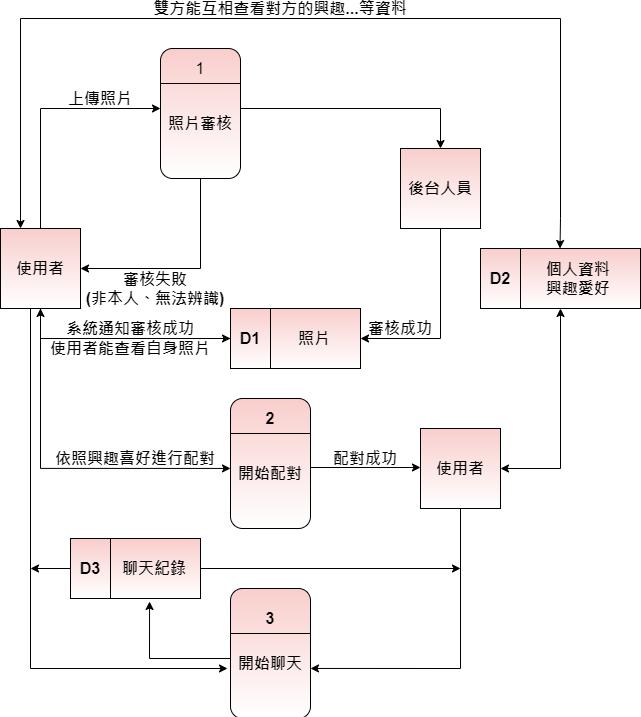 雙方能互相查看對方的興趣...等資料
1
上傳照片
照片審核
後台人員
使用者
審核失敗
(非本人、無法辨識)
D2
個人資料
興趣愛好
系統通知審核成功
使用者能查看自身照片
D1
照片
審核成功
2
依照興趣喜好進行配對
開始配對
配對成功
使用者
D3
聊天紀錄
3
開始聊天